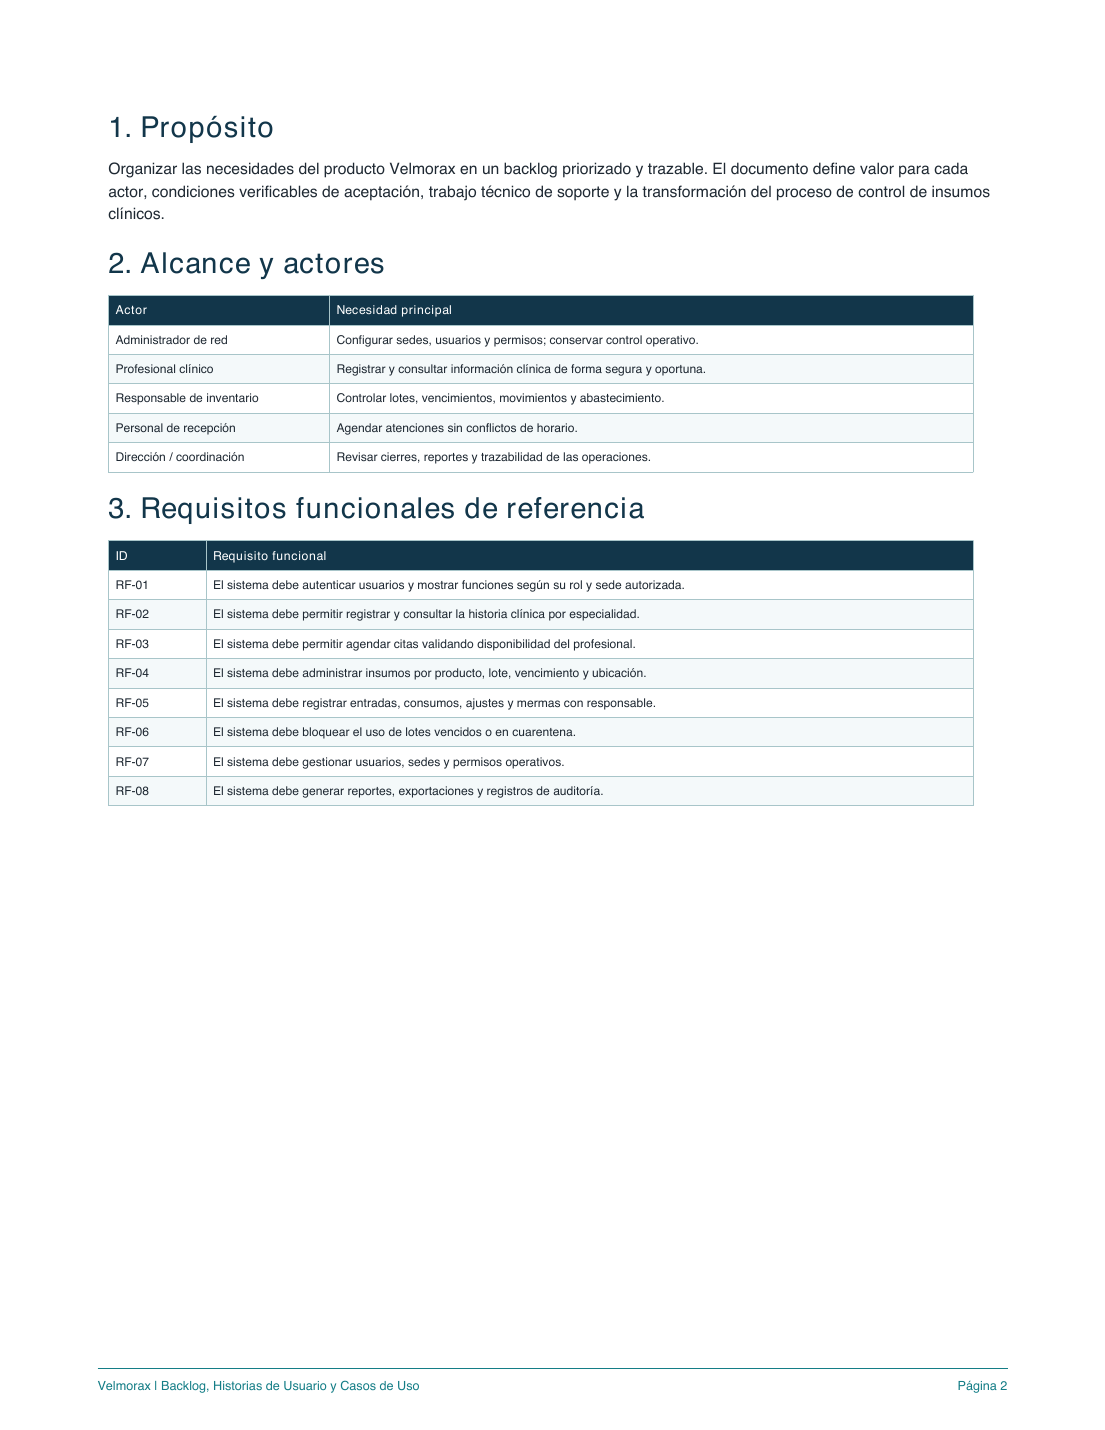 1. Propósito
Organizar las necesidades del producto Velmorax en un backlog priorizado y trazable. El documento define valor para cada
actor, condiciones verificables de aceptación, trabajo técnico de soporte y la transformación del proceso de control de insumos
clínicos.
2. Alcance y actores
Actor Necesidad principal
Administrador de red Configurar sedes, usuarios y permisos; conservar control operativo.
Profesional clínico Registrar y consultar información clínica de forma segura y oportuna.
Responsable de inventario Controlar lotes, vencimientos, movimientos y abastecimiento.
Personal de recepción Agendar atenciones sin conflictos de horario.
Dirección / coordinación Revisar cierres, reportes y trazabilidad de las operaciones.
3. Requisitos funcionales de referencia
ID Requisito funcional
RF-01 El sistema debe autenticar usuarios y mostrar funciones según su rol y sede autorizada.
RF-02 El sistema debe permitir registrar y consultar la historia clínica por especialidad.
RF-03 El sistema debe permitir agendar citas validando disponibilidad del profesional.
RF-04 El sistema debe administrar insumos por producto, lote, vencimiento y ubicación.
RF-05 El sistema debe registrar entradas, consumos, ajustes y mermas con responsable.
RF-06 El sistema debe bloquear el uso de lotes vencidos o en cuarentena.
RF-07 El sistema debe gestionar usuarios, sedes y permisos operativos.
RF-08 El sistema debe generar reportes, exportaciones y registros de auditoría.
Velmorax | Backlog, Historias de Usuario y Casos de Uso Página 2